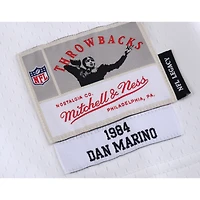 THROWBACKS
NFL
NOSTALGIA CO.
Mitchell & Ness
PHILADELPHIA, PA.
NFL LEGACY
1984
DAN MARINO